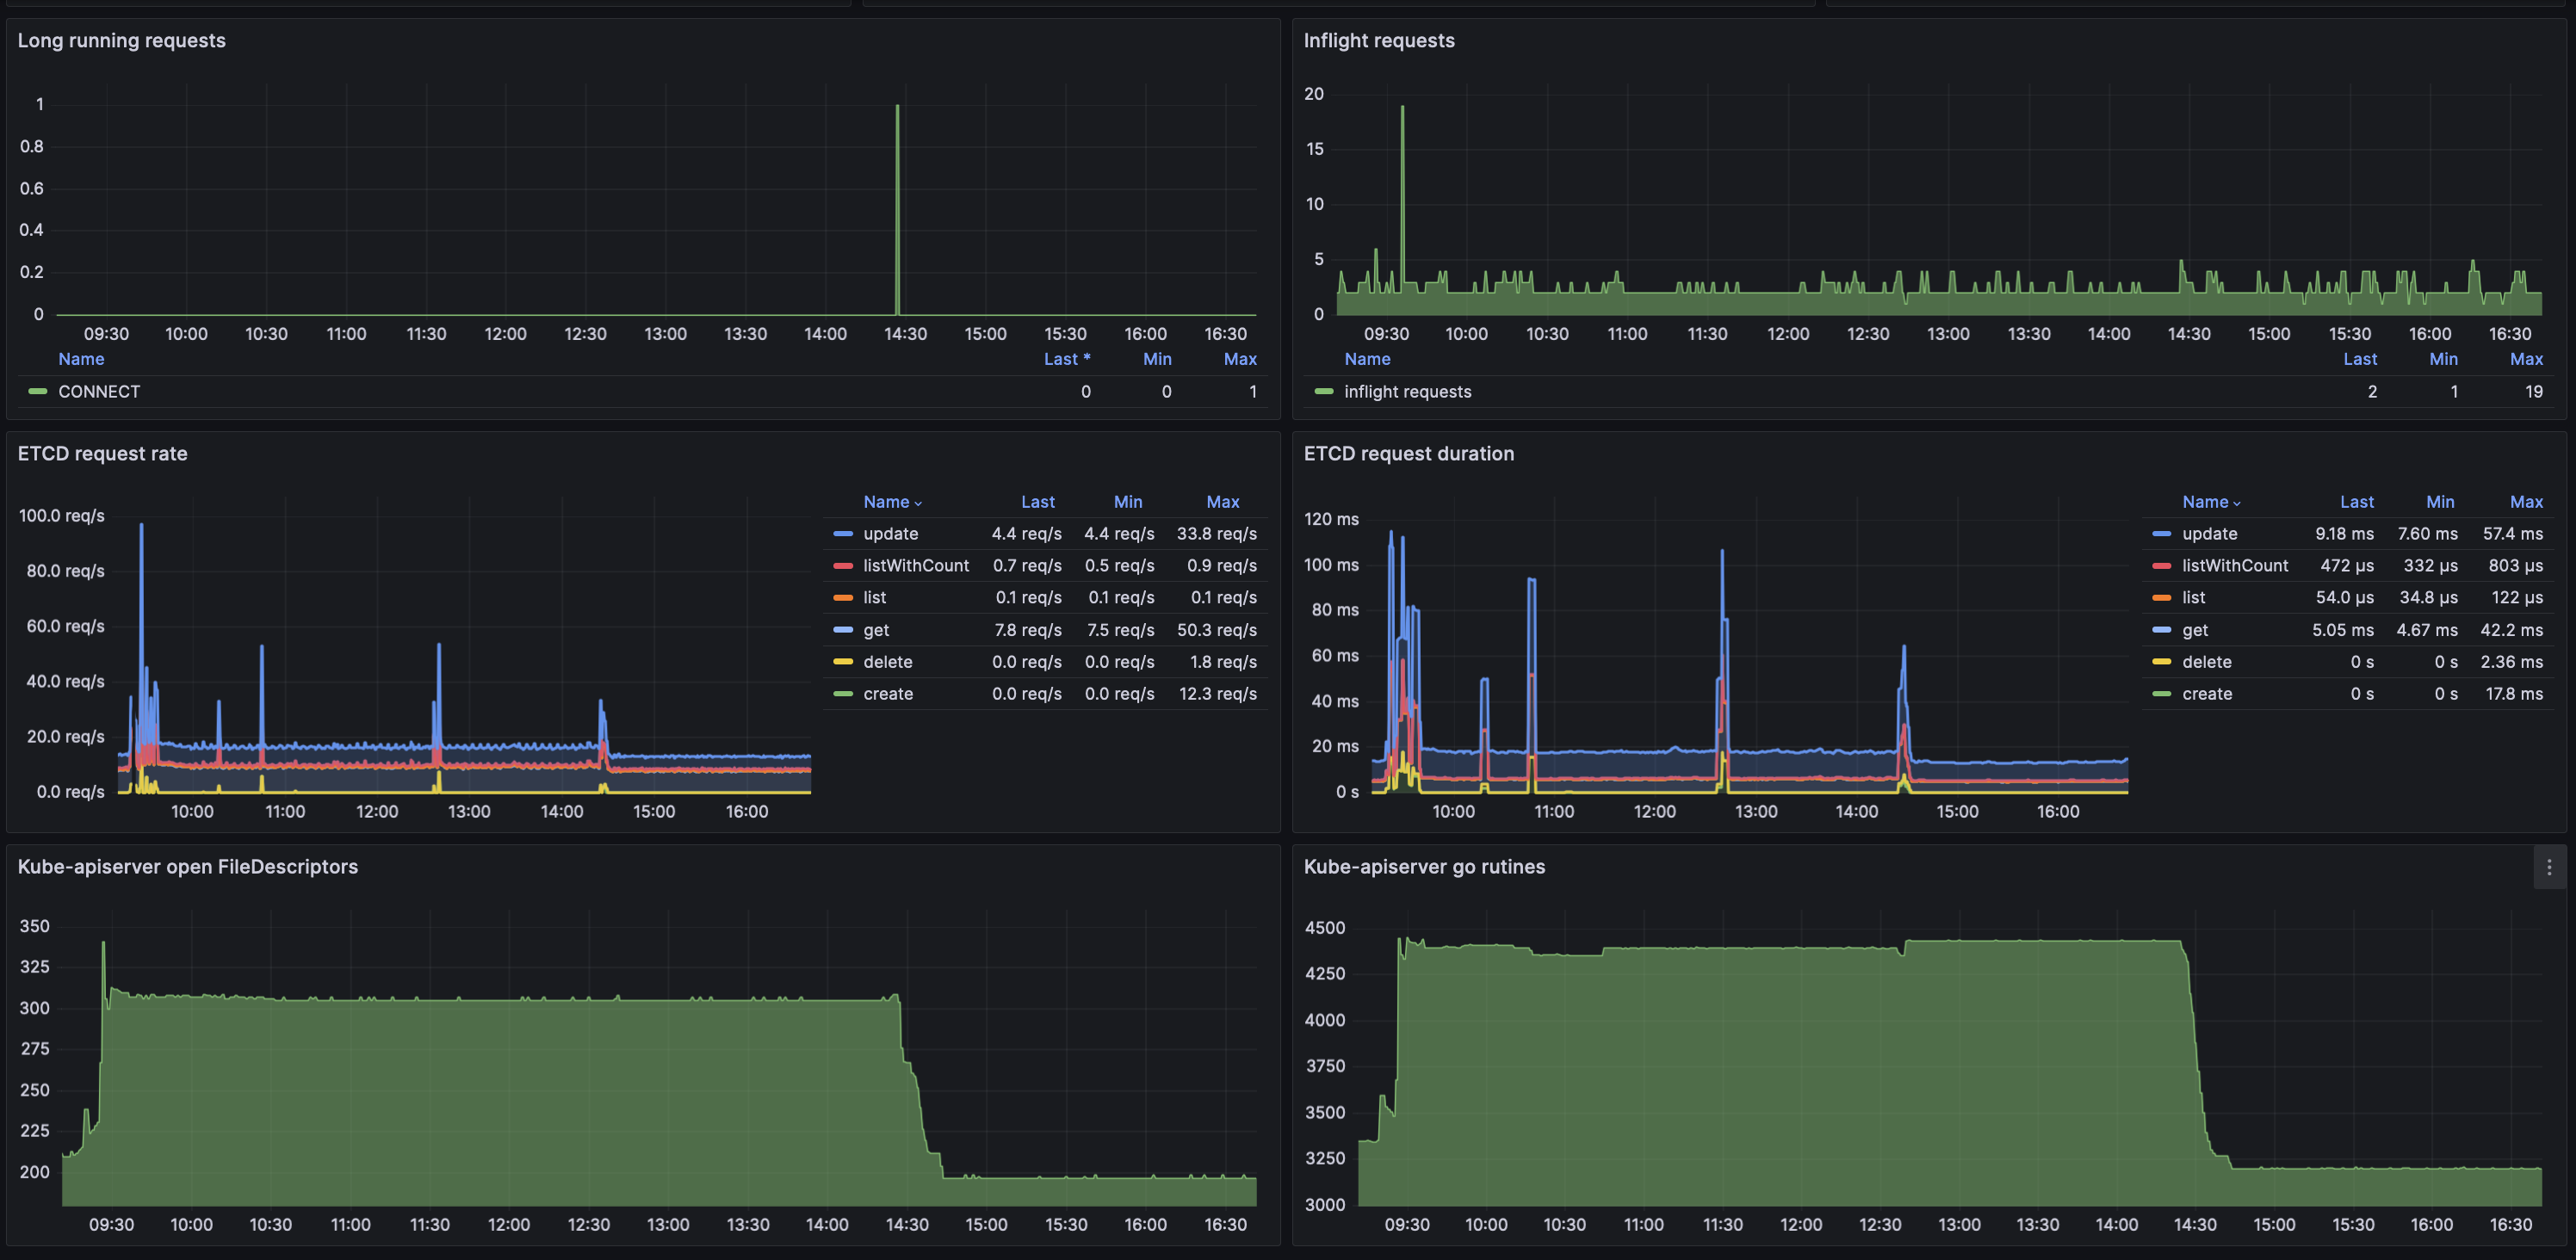 Long running requests
1
0.8
0.6
0.4
0.2
0
09:30 10:00 10:30 11:00 11:30 12:00 12:30 13:00 13:30 14:00 14:30 15:00 15:30 16:00 16:30
Name Last * Min Max
CONNECT 0 0 1
Inflight requests
20
15
10
5
0
09:30 10:00 10:30 11:00 11:30 12:00 12:30 13:00 13:30 14:00 14:30 15:00 15:30 16:00 16:30
Name Last Min Max
inflight requests 2 1 19
ETCD request rate
100.0 req/s
80.0 req/s
60.0 req/s
40.0 req/s
20.0 req/s
0.0 req/s
10:00 11:00 12:00 13:00 14:00 15:00 16:00
Name Last Min Max
update 4.4 req/s 4.4 req/s 33.8 req/s
listWithCount 0.7 req/s 0.5 req/s 0.9 req/s
list 0.1 req/s 0.1 req/s 0.1 req/s
get 7.8 req/s 7.5 req/s 50.3 req/s
delete 0.0 req/s 0.0 req/s 1.8 req/s
create 0.0 req/s 0.0 req/s 12.3 req/s
ETCD request duration
120 ms
100 ms
80 ms
60 ms
40 ms
20 ms
0 s
10:00 11:00 12:00 13:00 14:00 15:00 16:00
Name Last Min Max
update 9.18 ms 7.60 ms 57.4 ms
listWithCount 472 µs 332 µs 803 µs
list 54.0 µs 34.8 µs 122 µs
get 5.05 ms 4.67 ms 42.2 ms
delete 0 s 0 s 2.36 ms
create 0 s 0 s 17.8 ms
Kube-apiserver open FileDescriptors
350
325
300
275
250
225
200
09:30 10:00 10:30 11:00 11:30 12:00 12:30 13:00 13:30 14:00 14:30 15:00 15:30 16:00 16:30
Kube-apiserver go rutines
4500
4250
4000
3750
3500
3250
3000
09:30 10:00 10:30 11:00 11:30 12:00 12:30 13:00 13:30 14:00 14:30 15:00 15:30 16:00 16:30